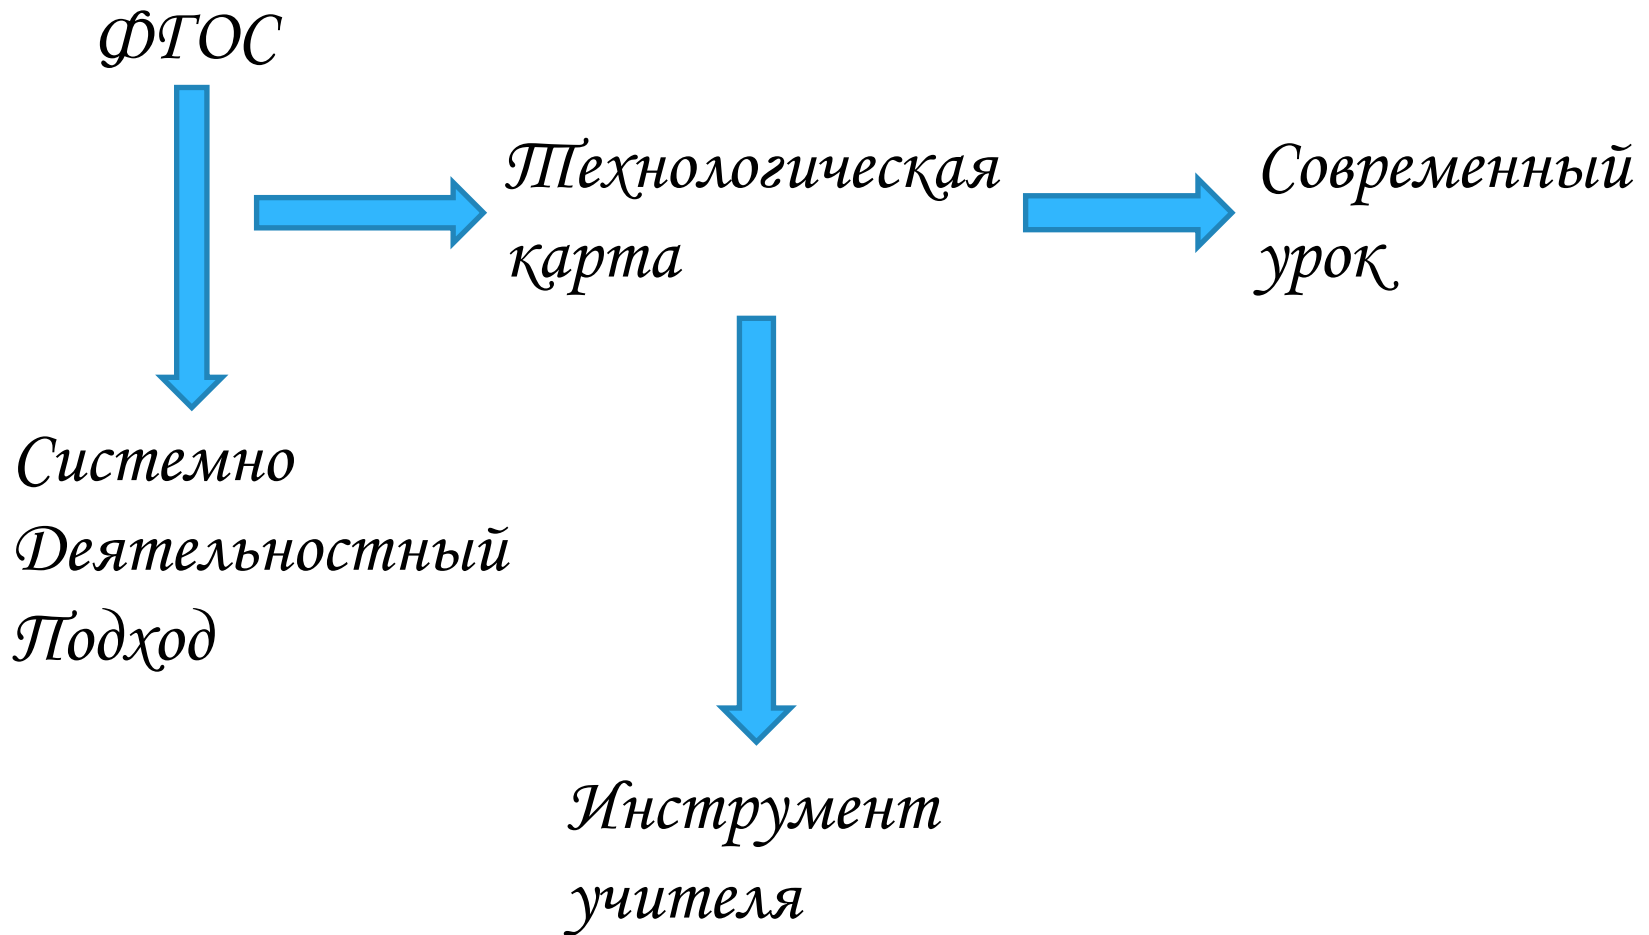 ФГОС
Технологическая
карта
Современный
урок
Системно
Деятельностный
Подход
Инструмент
учителя